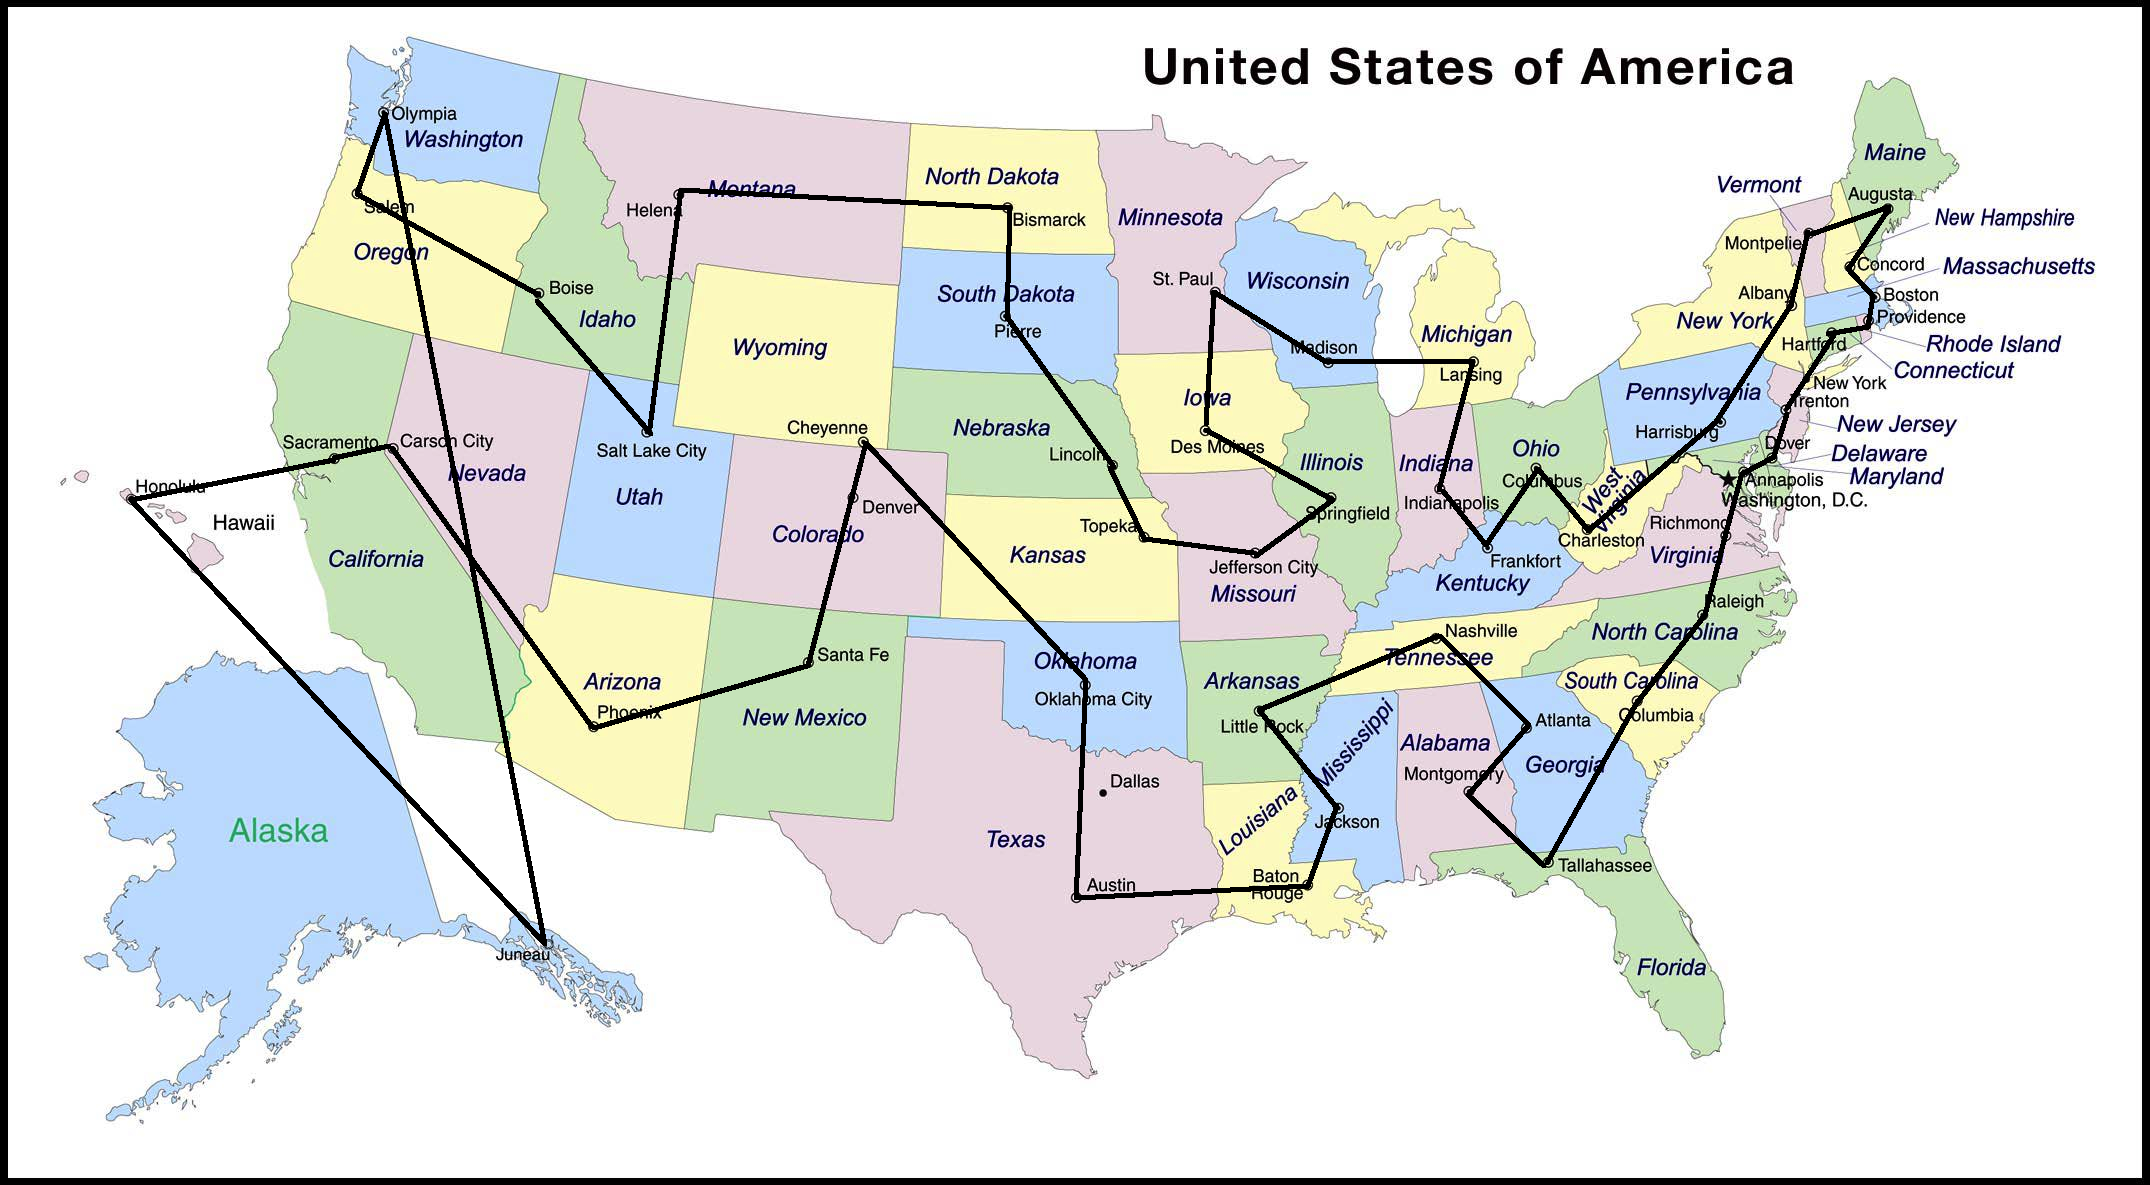 United States of America
Olympia
Washington
Salem
Oregon
Boise
Idaho
Helena
Montana
North Dakota
Bismarck
Minnesota
South Dakota
Pierre
St. Paul
Wisconsin
Madison
Michigan
Lansing
Vermont
Maine
Augusta
New Hampshire
Montpelier
Concord
Massachusetts
Albany
Boston
New York
Providence
Hartford
Rhode Island
Connecticut
Wyoming
Cheyenne
Nebraska
Lincoln
Iowa
Des Moines
Illinois
Springfield
Indiana
Indianapolis
Ohio
Columbus
Pennsylvania
Harrisburg
New York
Trenton
New Jersey
Dover
Delaware
Maryland
Annapolis
Washington, D.C.
West
Virginia
Charleston
Richmond
Virginia
Sacramento
Carson City
Nevada
Salt Lake City
Utah
Denver
Colorado
Topeka
Kansas
Jefferson City
Missouri
Frankfort
Kentucky
Honolulu
Hawaii
California
Arizona
Phoenix
Santa Fe
New Mexico
Oklahoma
Oklahoma City
Arkansas
Little Rock
Nashville
Tennessee
Raleigh
North Carolina
South Carolina
Columbia
Atlanta
Georgia
Alabama
Montgomery
Mississippi
Jackson
Louisiana
Baton
Rouge
Dallas
Texas
Austin
Tallahassee
Florida
Alaska
Juneau